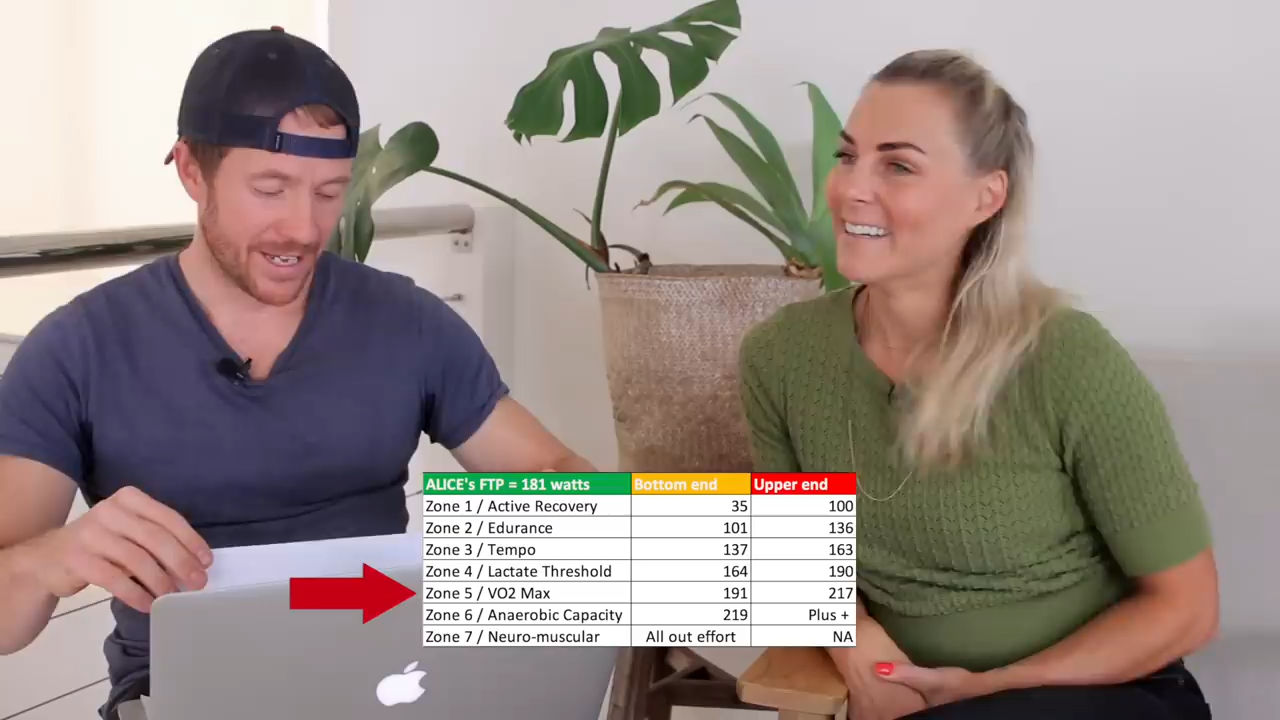 ALICE's FTP = 181 watts Bottom end Upper end
Zone 1 / Active Recovery 35 100
Zone 2 / Edurance 101 136
Zone 3 / Tempo 137 163
Zone 4 / Lactate Threshold 164 190
Zone 5 / VO2 Max 191 217
Zone 6 / Anaerobic Capacity 219 Plus +
Zone 7 / Neuro-muscular All out effort NA